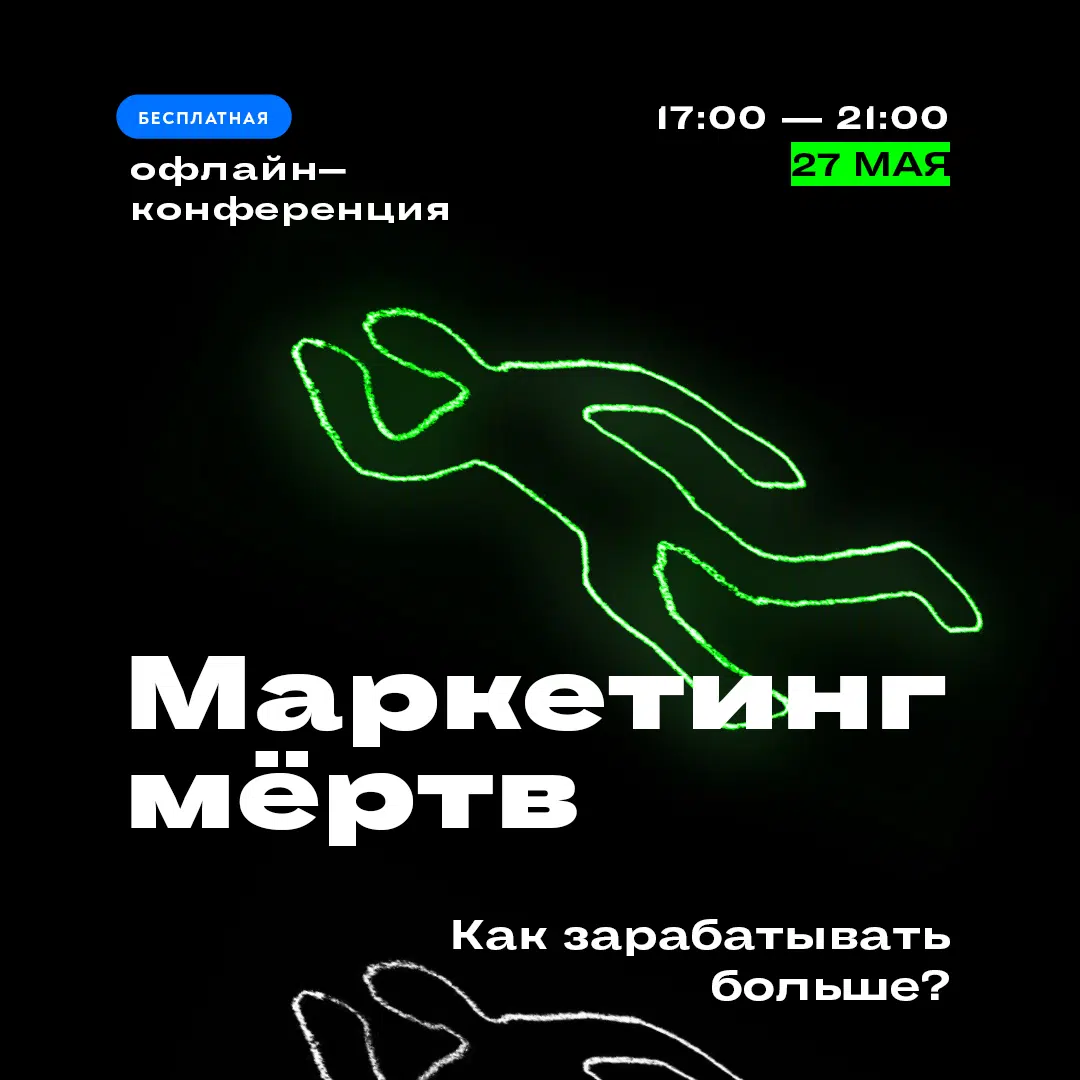 БЕСПЛАТНАЯ
офлайн—
конференция
17:00 — 21:00
27 МАЯ
Маркетинг
мёртв
Как зарабатывать
больше?